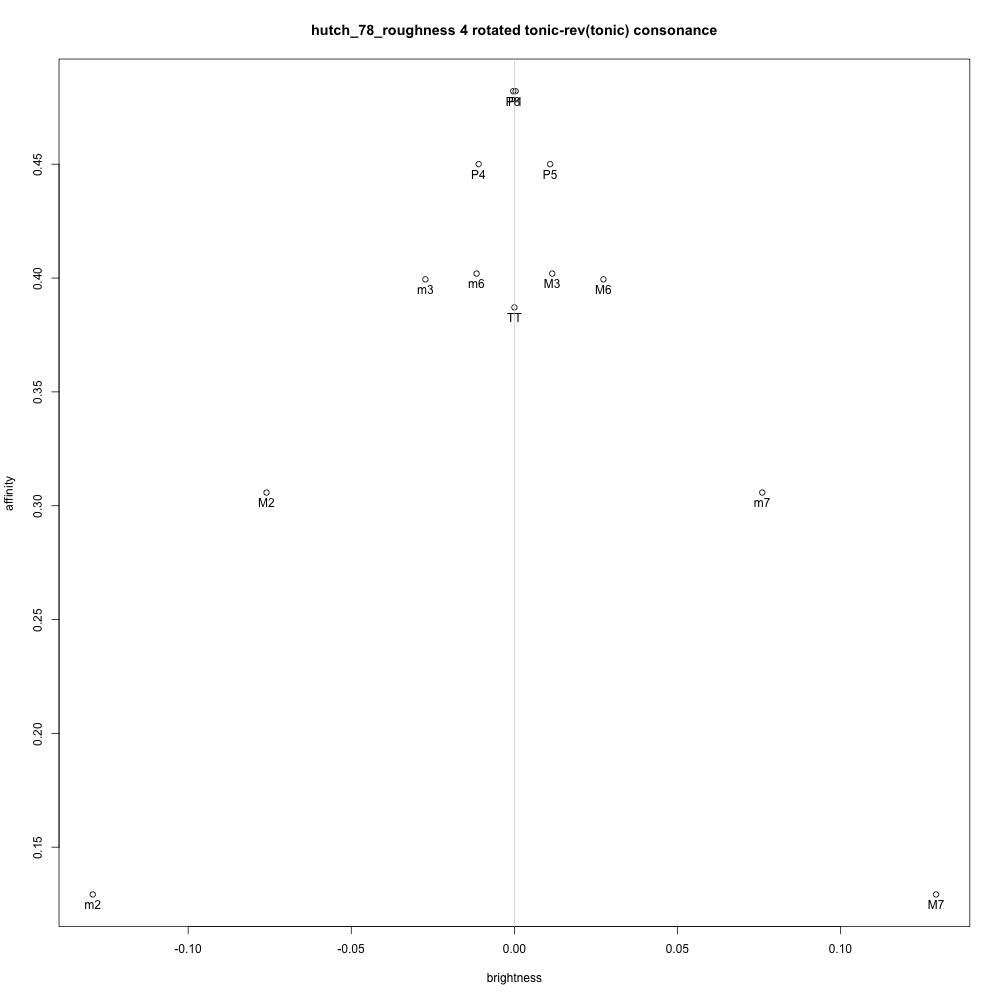 hutch_78_roughness 4 rotated tonic-rev(tonic) consonance
P8 P1
P4 P5
m3 m6 M3 M6
TT
M2 m7
m2 M7
0.45
0.40
0.35
0.30
0.25
0.20
0.15
affinity
-0.10 -0.05 0.00 0.05 0.10
brightness